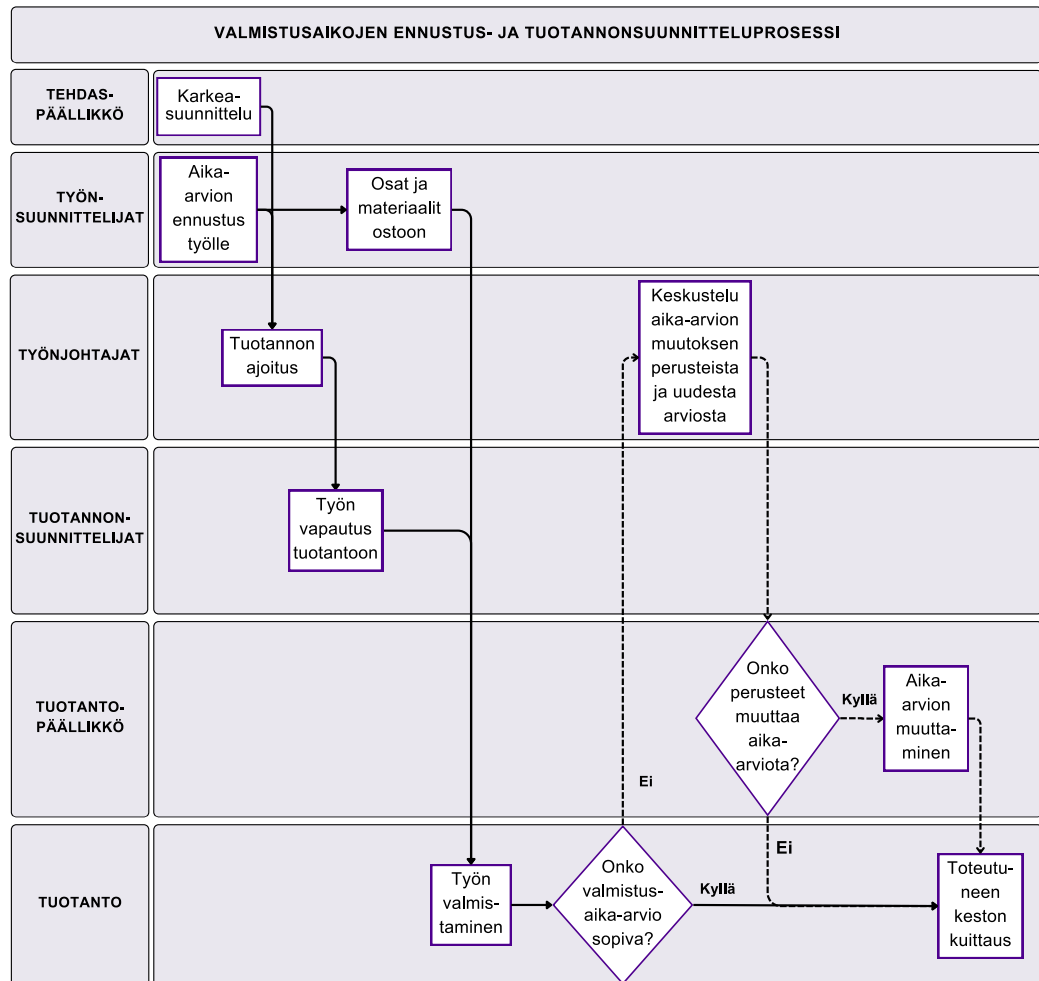 VALMISTUSAIKOJEN ENNUSTUS- JA TUOTANNONSUUNNITTELUPROSESSI
TEHDAS-
PÄÄLLIKKÖ
Karkea-
suunnittelu
TYÖN-
SUUNNITTELIJAT
Aika-
arvion
ennustus
työlle
Osat ja
materiaalit
ostoon
TYÖNJOHTAJAT
Tuotannon
ajoitus
Keskustelu
aika-arvion
muutoksen
perusteista
ja uudesta
arviosta
TUOTANNON-
SUUNNITTELIJAT
Työn
vapautus
tuotantoon
TUOTANTO-
PÄÄLLIKKÖ
Onko
perusteet
muuttaa
aika-
arviota?
Kyllä
Aika-
arvion
muutta-
minen
Ei
Ei
TUOTANTO
Työn
valmis-
taminen
Onko
valmistus-
aika-arvio
sopiva?
Kyllä
Toteutu-
neen
keston
kuittaus